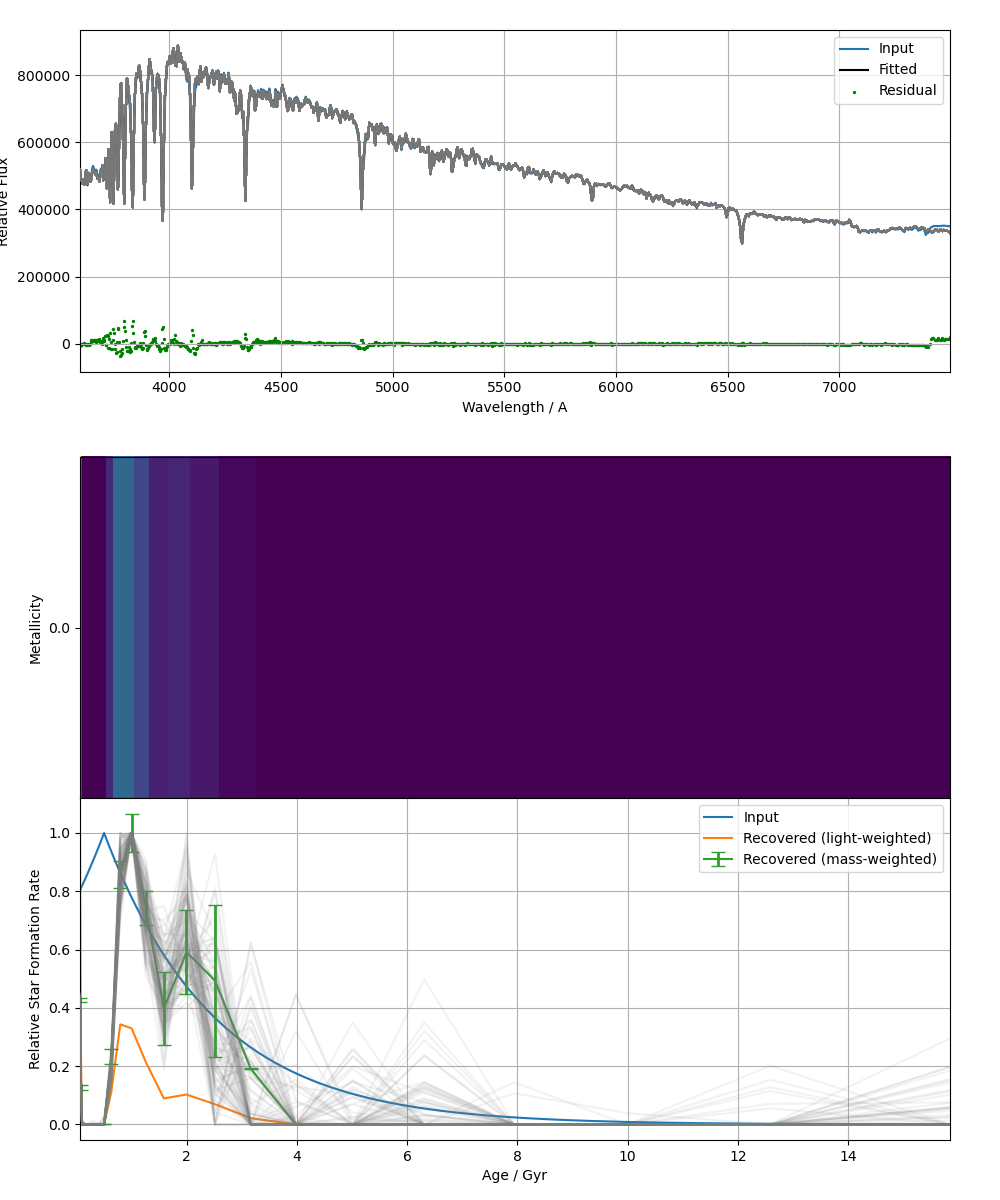 Input
Fitted
Residual
800000
600000
400000
200000
0
Relative Flux
4000 4500 5000 5500 6000 6500 7000
Wavelength / A
Metallicity
0.0
Input
Recovered (light-weighted)
Recovered (mass-weighted)
1.0
0.8
0.6
0.4
0.2
0.0
Relative Star Formation Rate
2 4 6 8 10 12 14
Age / Gyr